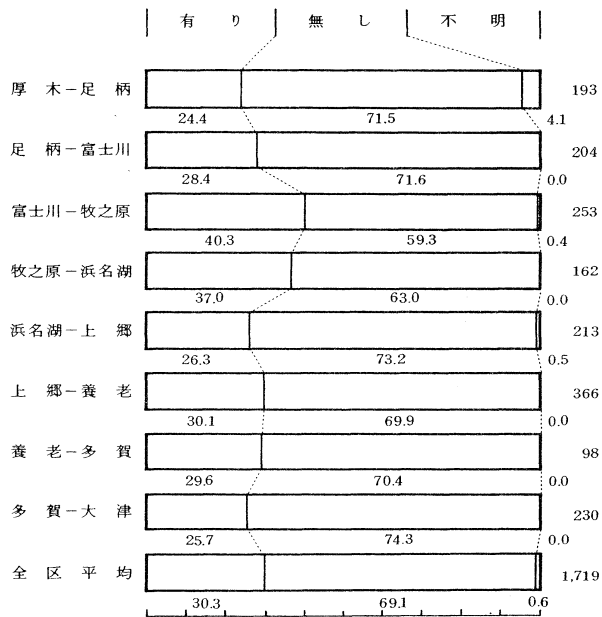 有り 無し 不明
厚木－足柄 193
24.4 71.5 4.1
足柄－富士川 204
28.4 71.6 0.0
富士川－牧之原 253
40.3 59.3 0.4
牧之原－浜名湖 162
37.0 63.0 0.0
浜名湖－上郷 213
26.3 73.2 0.5
上郷－養老 366
30.1 69.9 0.0
養老－多賀 98
29.6 70.4 0.0
多賀－大津 230
25.7 74.3 0.0
全区平均 1,719
30.3 69.1 0.6